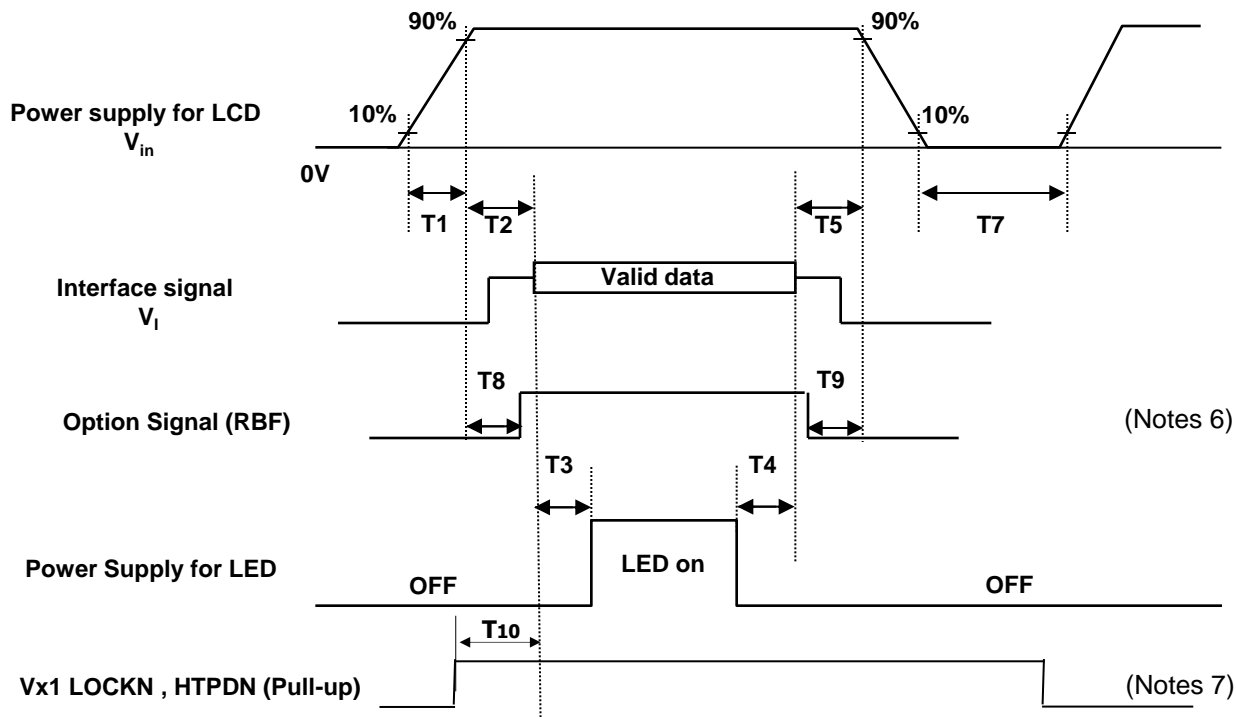 90%
90%
Power supply for LCD
Vin
10%
10%
0V
T1
T2
T5
T7
Interface signal
VI
Valid data
T8
T9
Option Signal (RBF)
(Notes 6)
T3
T4
Power Supply for LED
LED on
OFF
OFF
T10
Vx1 LOCKN , HTPDN (Pull-up)
(Notes 7)